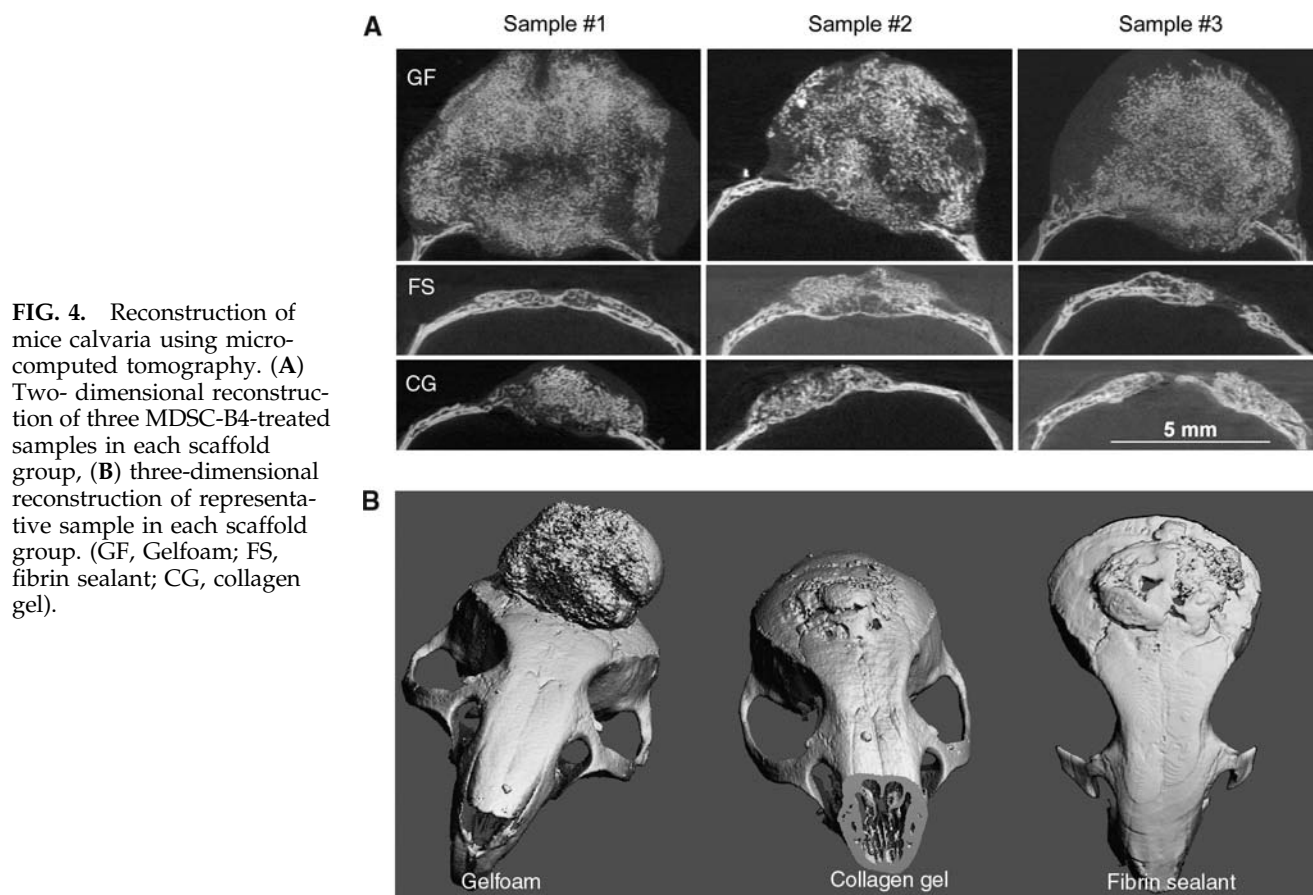 FIG. 4. Reconstruction of
mice calvaria using micro-
computed tomography. (A)
Two- dimensional reconstruc-
tion of three MDSC-B4-treated
samples in each scaffold
group, (B) three-dimensional
reconstruction of representa-
tive sample in each scaffold
group. (GF, Gelfoam; FS,
fibrin sealant; CG, collagen
gel).
A
Sample #1 Sample #2 Sample #3
GF
FS
CG
5 mm
B
Gelfoam Collagen gel Fibrin sealant